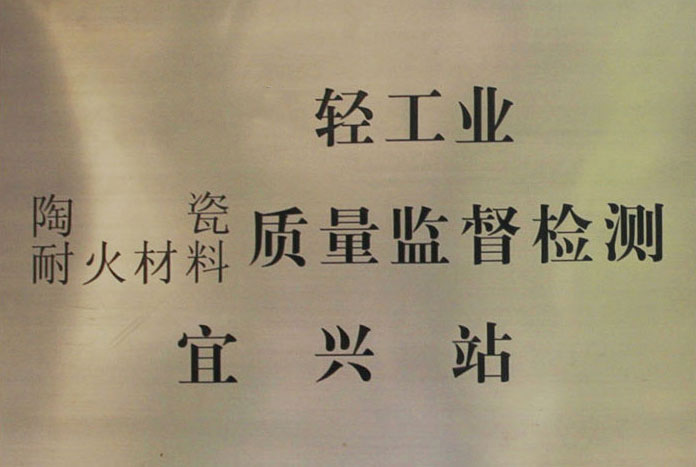 轻工业
陶瓷
耐火材料
质量监督检测
宜兴站